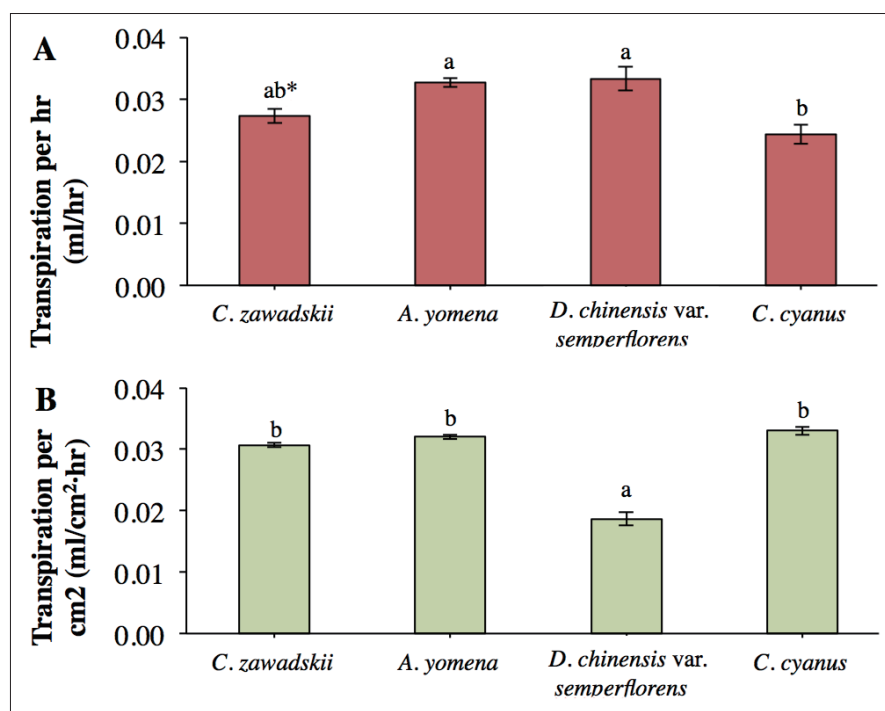 A
Transpiration per hr
(ml/hr)
0.04
0.03
0.02
0.01
0.00
ab*
a
a
b
C. zawadskii
A. yomena
D. chinensis var.
semperflorens
C. cyanus
B
Transpiration per
cm2 (ml/cm²·hr)
0.04
0.03
0.02
0.01
0.00
b
b
a
b
C. zawadskii
A. yomena
D. chinensis var.
semperflorens
C. cyanus